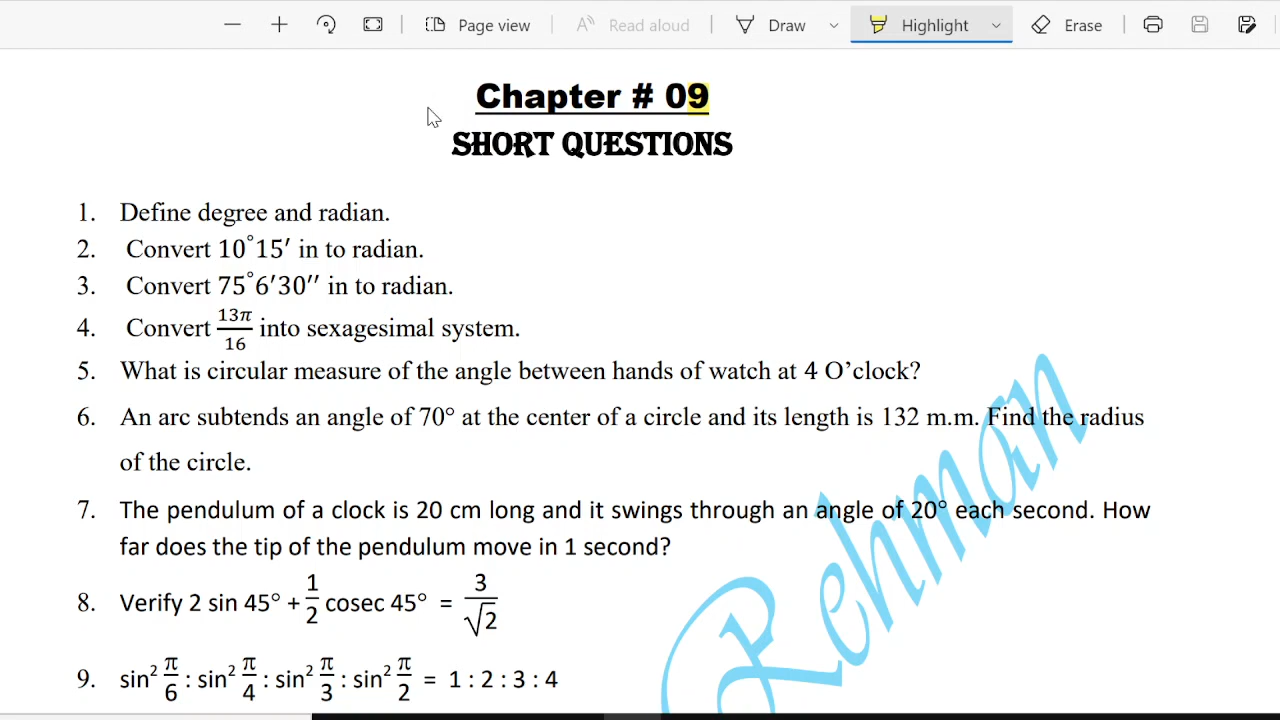 Page view Read aloud Draw Highlight Erase
Chapter # 09
SHORT QUESTIONS
1. Define degree and radian.
2. Convert 10°15′ in to radian.
3. Convert 75°6′30′′ in to radian.
4. Convert 13π/16 into sexagesimal system.
5. What is circular measure of the angle between hands of watch at 4 O’clock?
6. An arc subtends an angle of 70° at the center of a circle and its length is 132 m.m. Find the radius
of the circle.
7. The pendulum of a clock is 20 cm long and it swings through an angle of 20° each second. How
far does the tip of the pendulum move in 1 second?
8. Verify 2 sin 45° + 1/2 cosec 45° = 3/√2
9. sin² π/6 : sin² π/4 : sin² π/3 : sin² π/2 = 1 : 2 : 3 : 4
Rehman